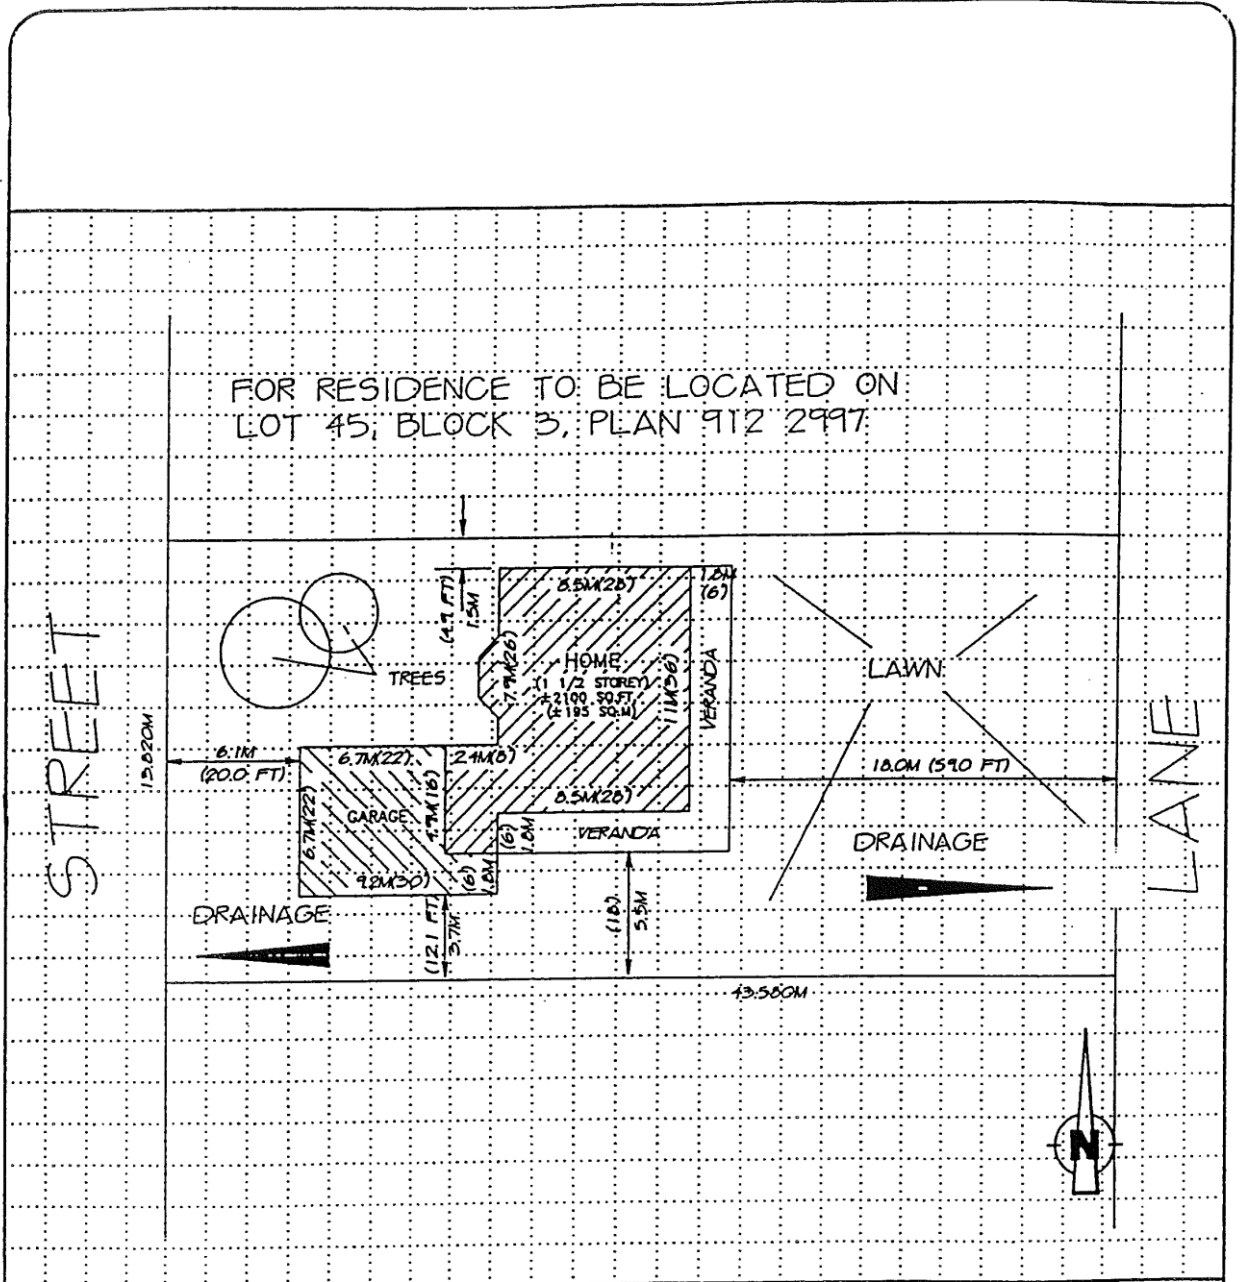 FOR RESIDENCE TO BE LOCATED ON
LOT 45, BLOCK 3, PLAN 912 2997
STREET
13.820M
6.1M
(20.0 FT)
TREES
(4.9 FT)
1.5M
8.5M(28)
1.8M
(6)
7.9M(26)
HOME
(1 1/2 STOREY)
±2100 SQ.FT.
(±195 SQ.M)
11M(36)
VERANDA
LAWN
LANE
6.7M(22)
2.4M(8)
18.0M (59.0 FT)
6.7M(22)
GARAGE
4.9M(16)
8.5M(28)
(6)
1.8M
VERANDA
DRAINAGE
9.2M(30)
(6)
1.8M
DRAINAGE
(12.1 FT)
3.7M
(18)
5.5M
43.580M
N